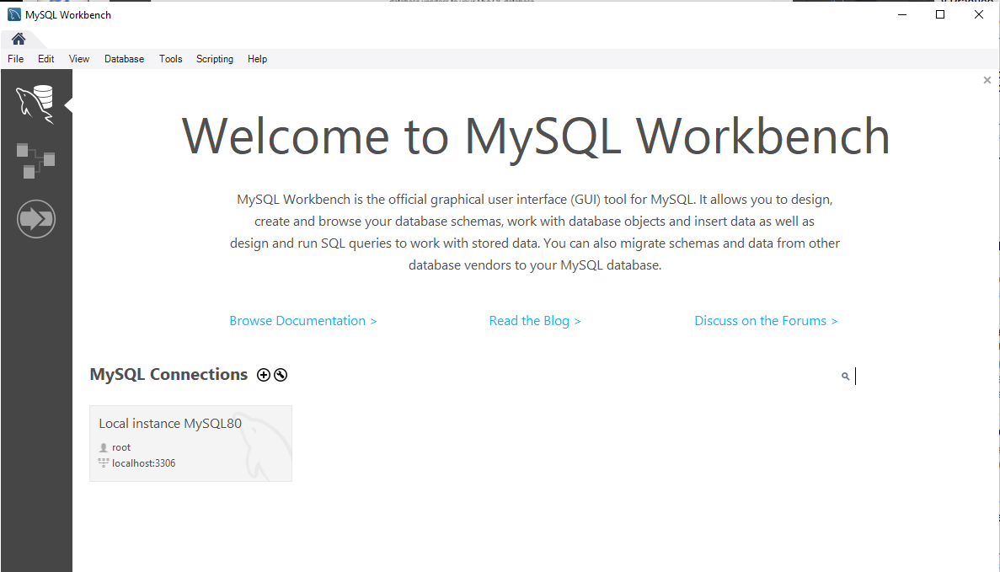 MySQL Workbench
File Edit View Database Tools Scripting Help
Welcome to MySQL Workbench
MySQL Workbench is the official graphical user interface (GUI) tool for MySQL. It allows you to design,
create and browse your database schemas, work with database objects and insert data as well as
design and run SQL queries to work with stored data. You can also migrate schemas and data from other
database vendors to your MySQL database.
Browse Documentation > Read the Blog > Discuss on the Forums >
MySQL Connections
Local instance MySQL80
root
localhost:3306